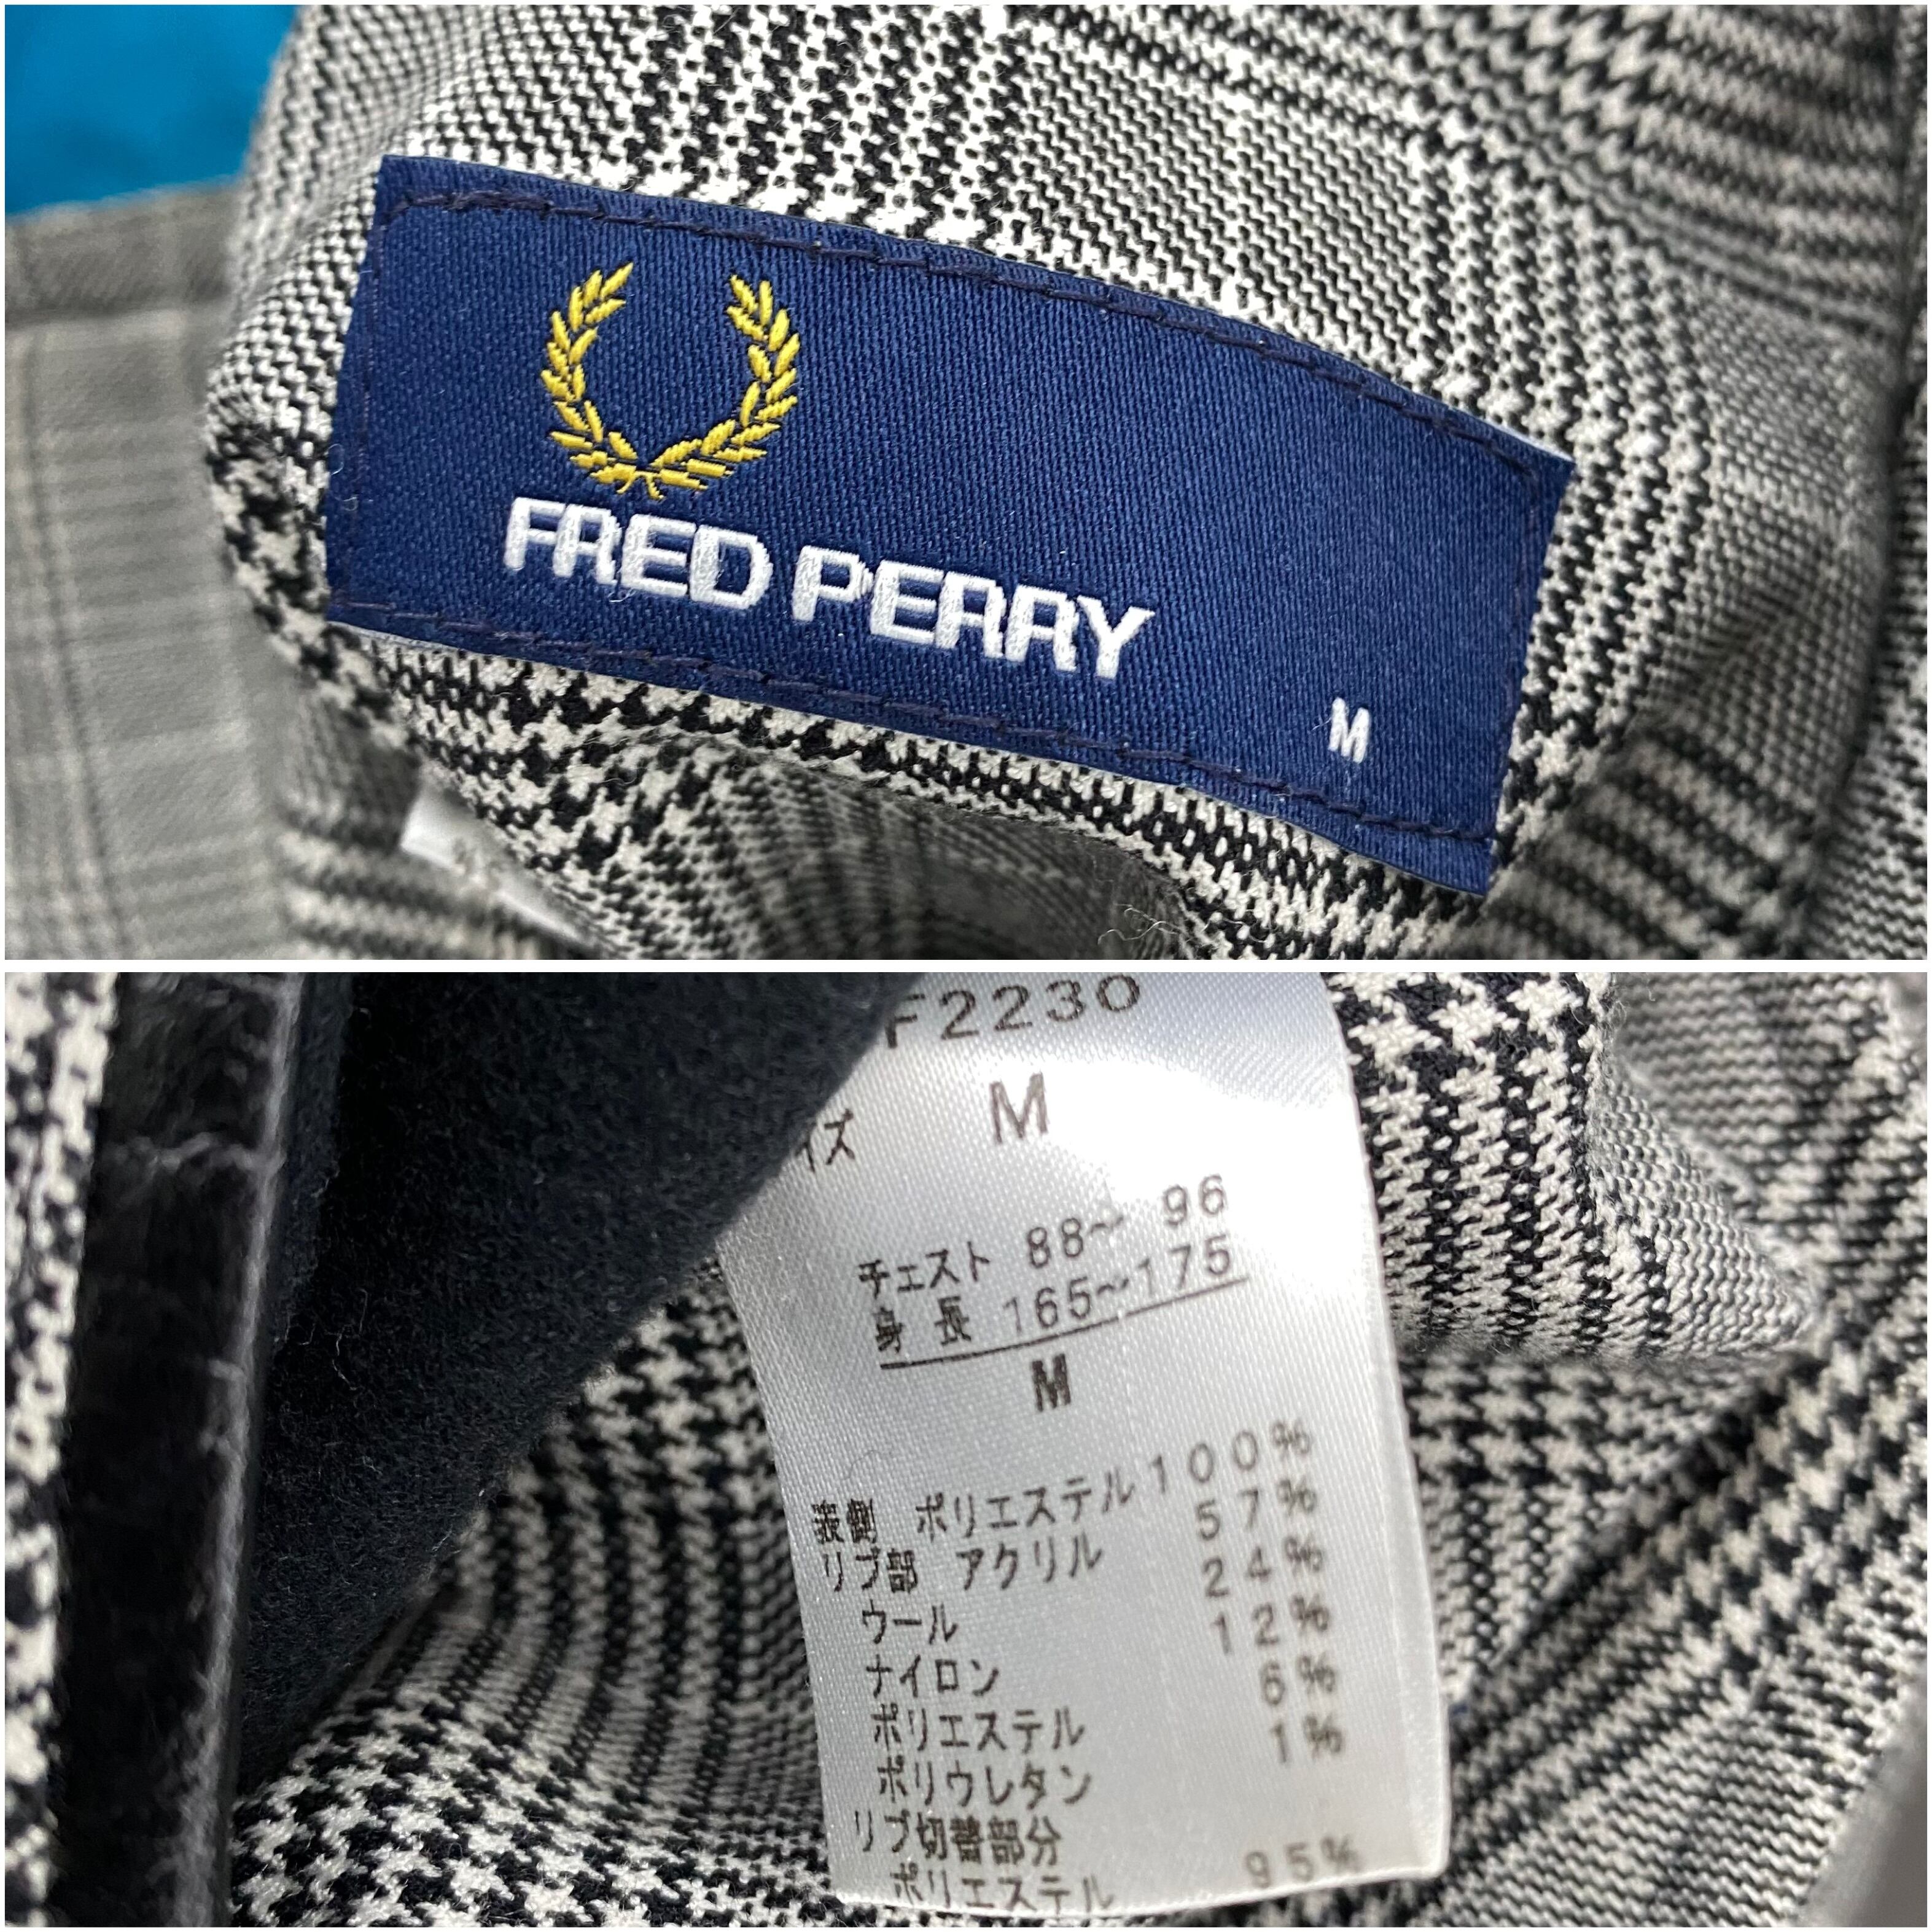 FRED PERRY
M
F2230
イズ M
チェスト 88~ 96
身長 165~175
M
表側 ポリエステル 100%
リブ部 アクリル 57%
ウール 24%
ナイロン 12%
ポリエステル 6%
ポリウレタン 1%
リブ切替部分
ポリエステル 95%